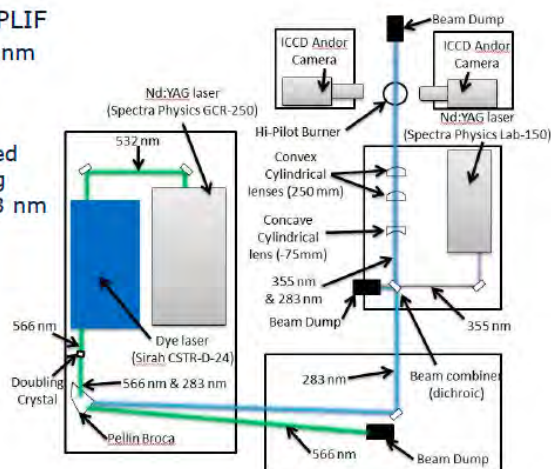 PLIF
nm
ed
g
3 nm
Beam Dump
ICCD Andor
Camera
ICCD Andor
Camera
Nd:YAG laser
(Spectra Physics GCR-250)
532 nm
Hi-Pilot Burner
Nd:YAG laser
(Spectra Physics Lab-150)
Convex
Cylindrical
lenses (250 mm)
Concave
Cylindrical
lens (-75mm)
355 nm
& 283 nm
Beam Dump
355 nm
566 nm
Dye laser
(Sirah CSTR-D-24)
Doubling
Crystal
566 nm & 283 nm
283 nm
Beam combiner
(dichroic)
Pellin Broca
566 nm
Beam Dump